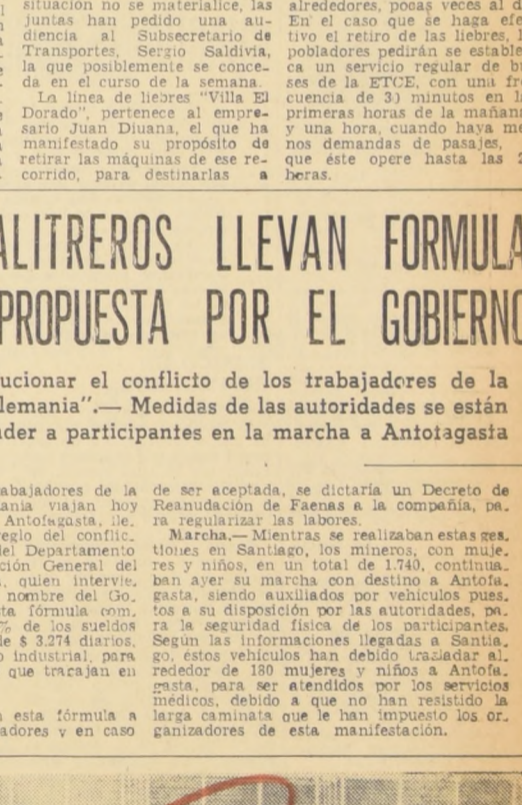 situación no se materialice, las
juntas han pedido una au-
diencia al Subsecretario de
Transportes, Sergio Saldivia,
la que posiblemente se conce-
da en el curso de la semana.
La línea de liebres "Villa El
Dorado", pertenece al empre-
sario Juan Diuana, el que ha
manifestado su propósito de
retirar las máquinas de ese re-
corrido, para destinarlas a
alrededores, pocas veces al d
En el caso que se haga efe
tivo el retiro de las liebres, l
pobladores pedirán se estable
ca un servicio regular de b
ses de la ETCE, con una fr
cuencia de 30 minutos en l
primeras horas de la mañan
y una hora, cuando haya me
nos demandas de pasajes,
que éste opere hasta las 2
horas.
ALITREROS LLEVAN FORMULA
PROPUESTA POR EL GOBIERNO
ucionar el conflicto de los trabajadores de la
lemania".— Medidas de las autoridades se están
nder a participantes en la marcha a Antofagasta
abajadores de la
ania viajan hoy
Antofagasta, lle.
reglo del conflic_
del Departamento
ción General del
, quien intervie.
nombre del Go.
ta fórmula com.
% de los sueldos
de $ 3.274 diarios,
o industrial, para
que trabajan en
esta fórmula a
adores y en caso
de ser aceptada, se dictaría un Decreto de
Reanudación de Faenas a la compañía, pa.
ra regularizar las labores.
Marcha.— Mientras se realizaban estas ges.
tiones en Santiago, los mineros, con muje.
res y niños, en un total de 1.740, continua.
ban ayer su marcha con destino a Antofa.
gasta, siendo auxiliados por vehículos pues.
tos a su disposición por las autoridades, pa.
ra la seguridad física de los participantes.
Según las informaciones llegadas a Santia.
go, éstos vehículos han debido trasladar al.
rededor de 180 mujeres y niños a Antofa.
gasta, para ser atendidos por los servicios
médicos, debido a que no han resistido la
larga caminata que le han impuesto los or.
ganizadores de esta manifestación.